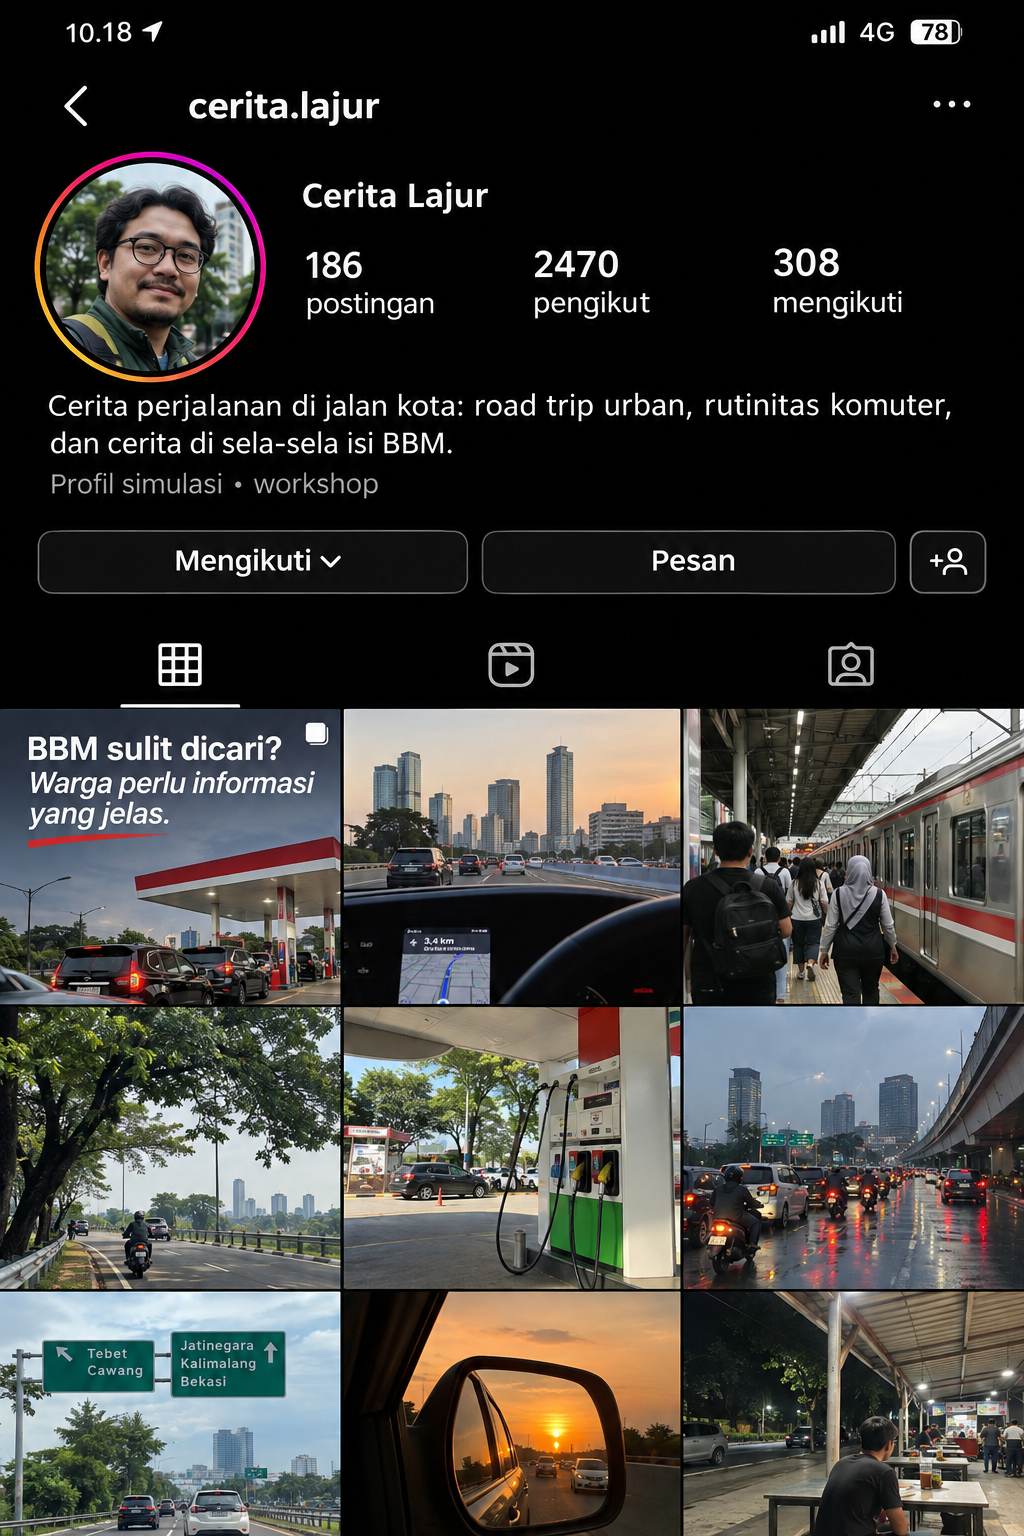 10.18
4G
78
cerita.lajur
Cerita Lajur
186
postingan
2470
pengikut
308
mengikuti
Cerita perjalanan di jalan kota: road trip urban, rutinitas komuter,
dan cerita di sela-sela isi BBM.
Profil simulasi • workshop
Mengikuti
Pesan
BBM sulit dicari?
Warga perlu informasi
yang jelas.
3,4 km
Tebet
Cawang
Jatinegara
Kalimalang
Bekasi